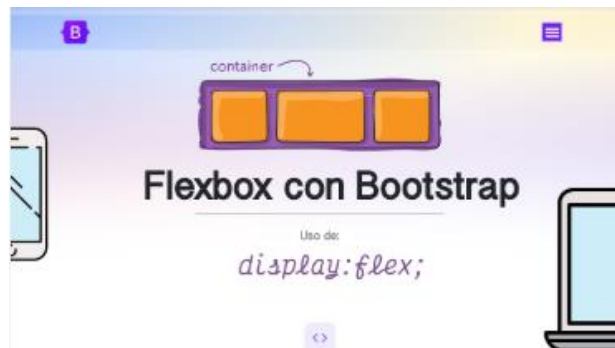 B
container
Flexbox con Bootstrap
Uso de:
display:flex;
<>